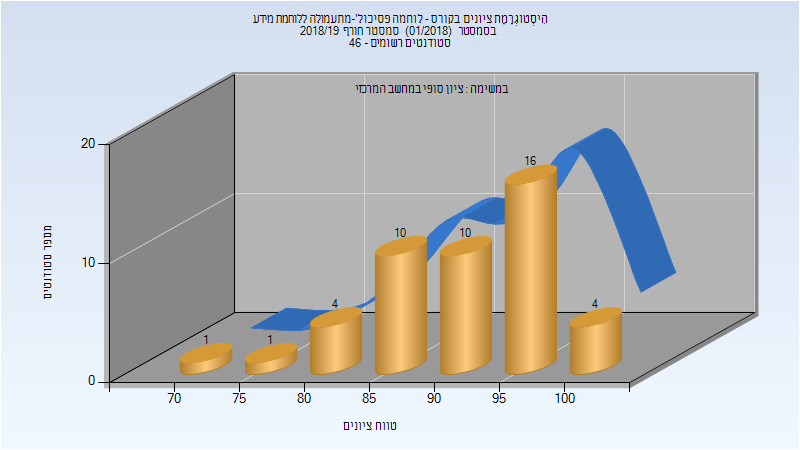 הִיסְטוֹגְרָמַת ציונים בקורס - לוחמה פסיכול'-מתעמולה ללוחמת מידע
בסמסטר (01/2018) סמסטר חורף 2018/19
סטודנטים רשומים - 46
במשימה : ציון סופי במחשב המרכזי
מספר סטודנטים
20
10
0
1
1
4
10
10
16
4
70
75
80
85
90
95
100
טווח ציונים